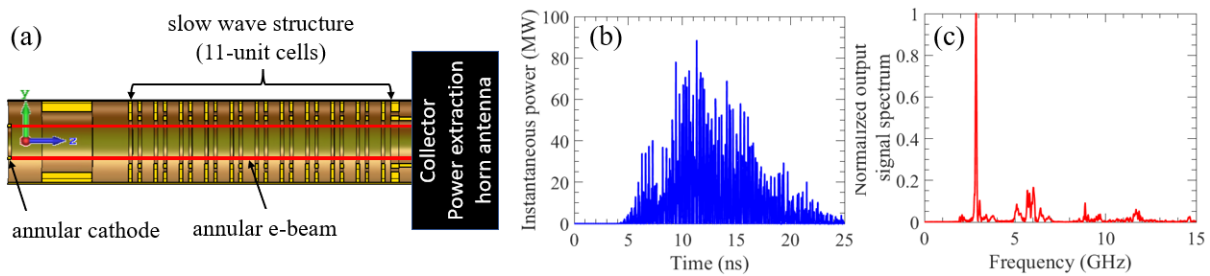 (a)
slow wave structure
(11-unit cells)
y
z
annular cathode
annular e-beam
Collector
Power extraction
horn antenna
(b)
Instantaneous power (MW)
100
80
60
40
20
0
0 5 10 15 20 25
Time (ns)
(c)
Normalized output
signal spectrum
1
0.8
0.6
0.4
0.2
0
0 5 10 15
Frequency (GHz)